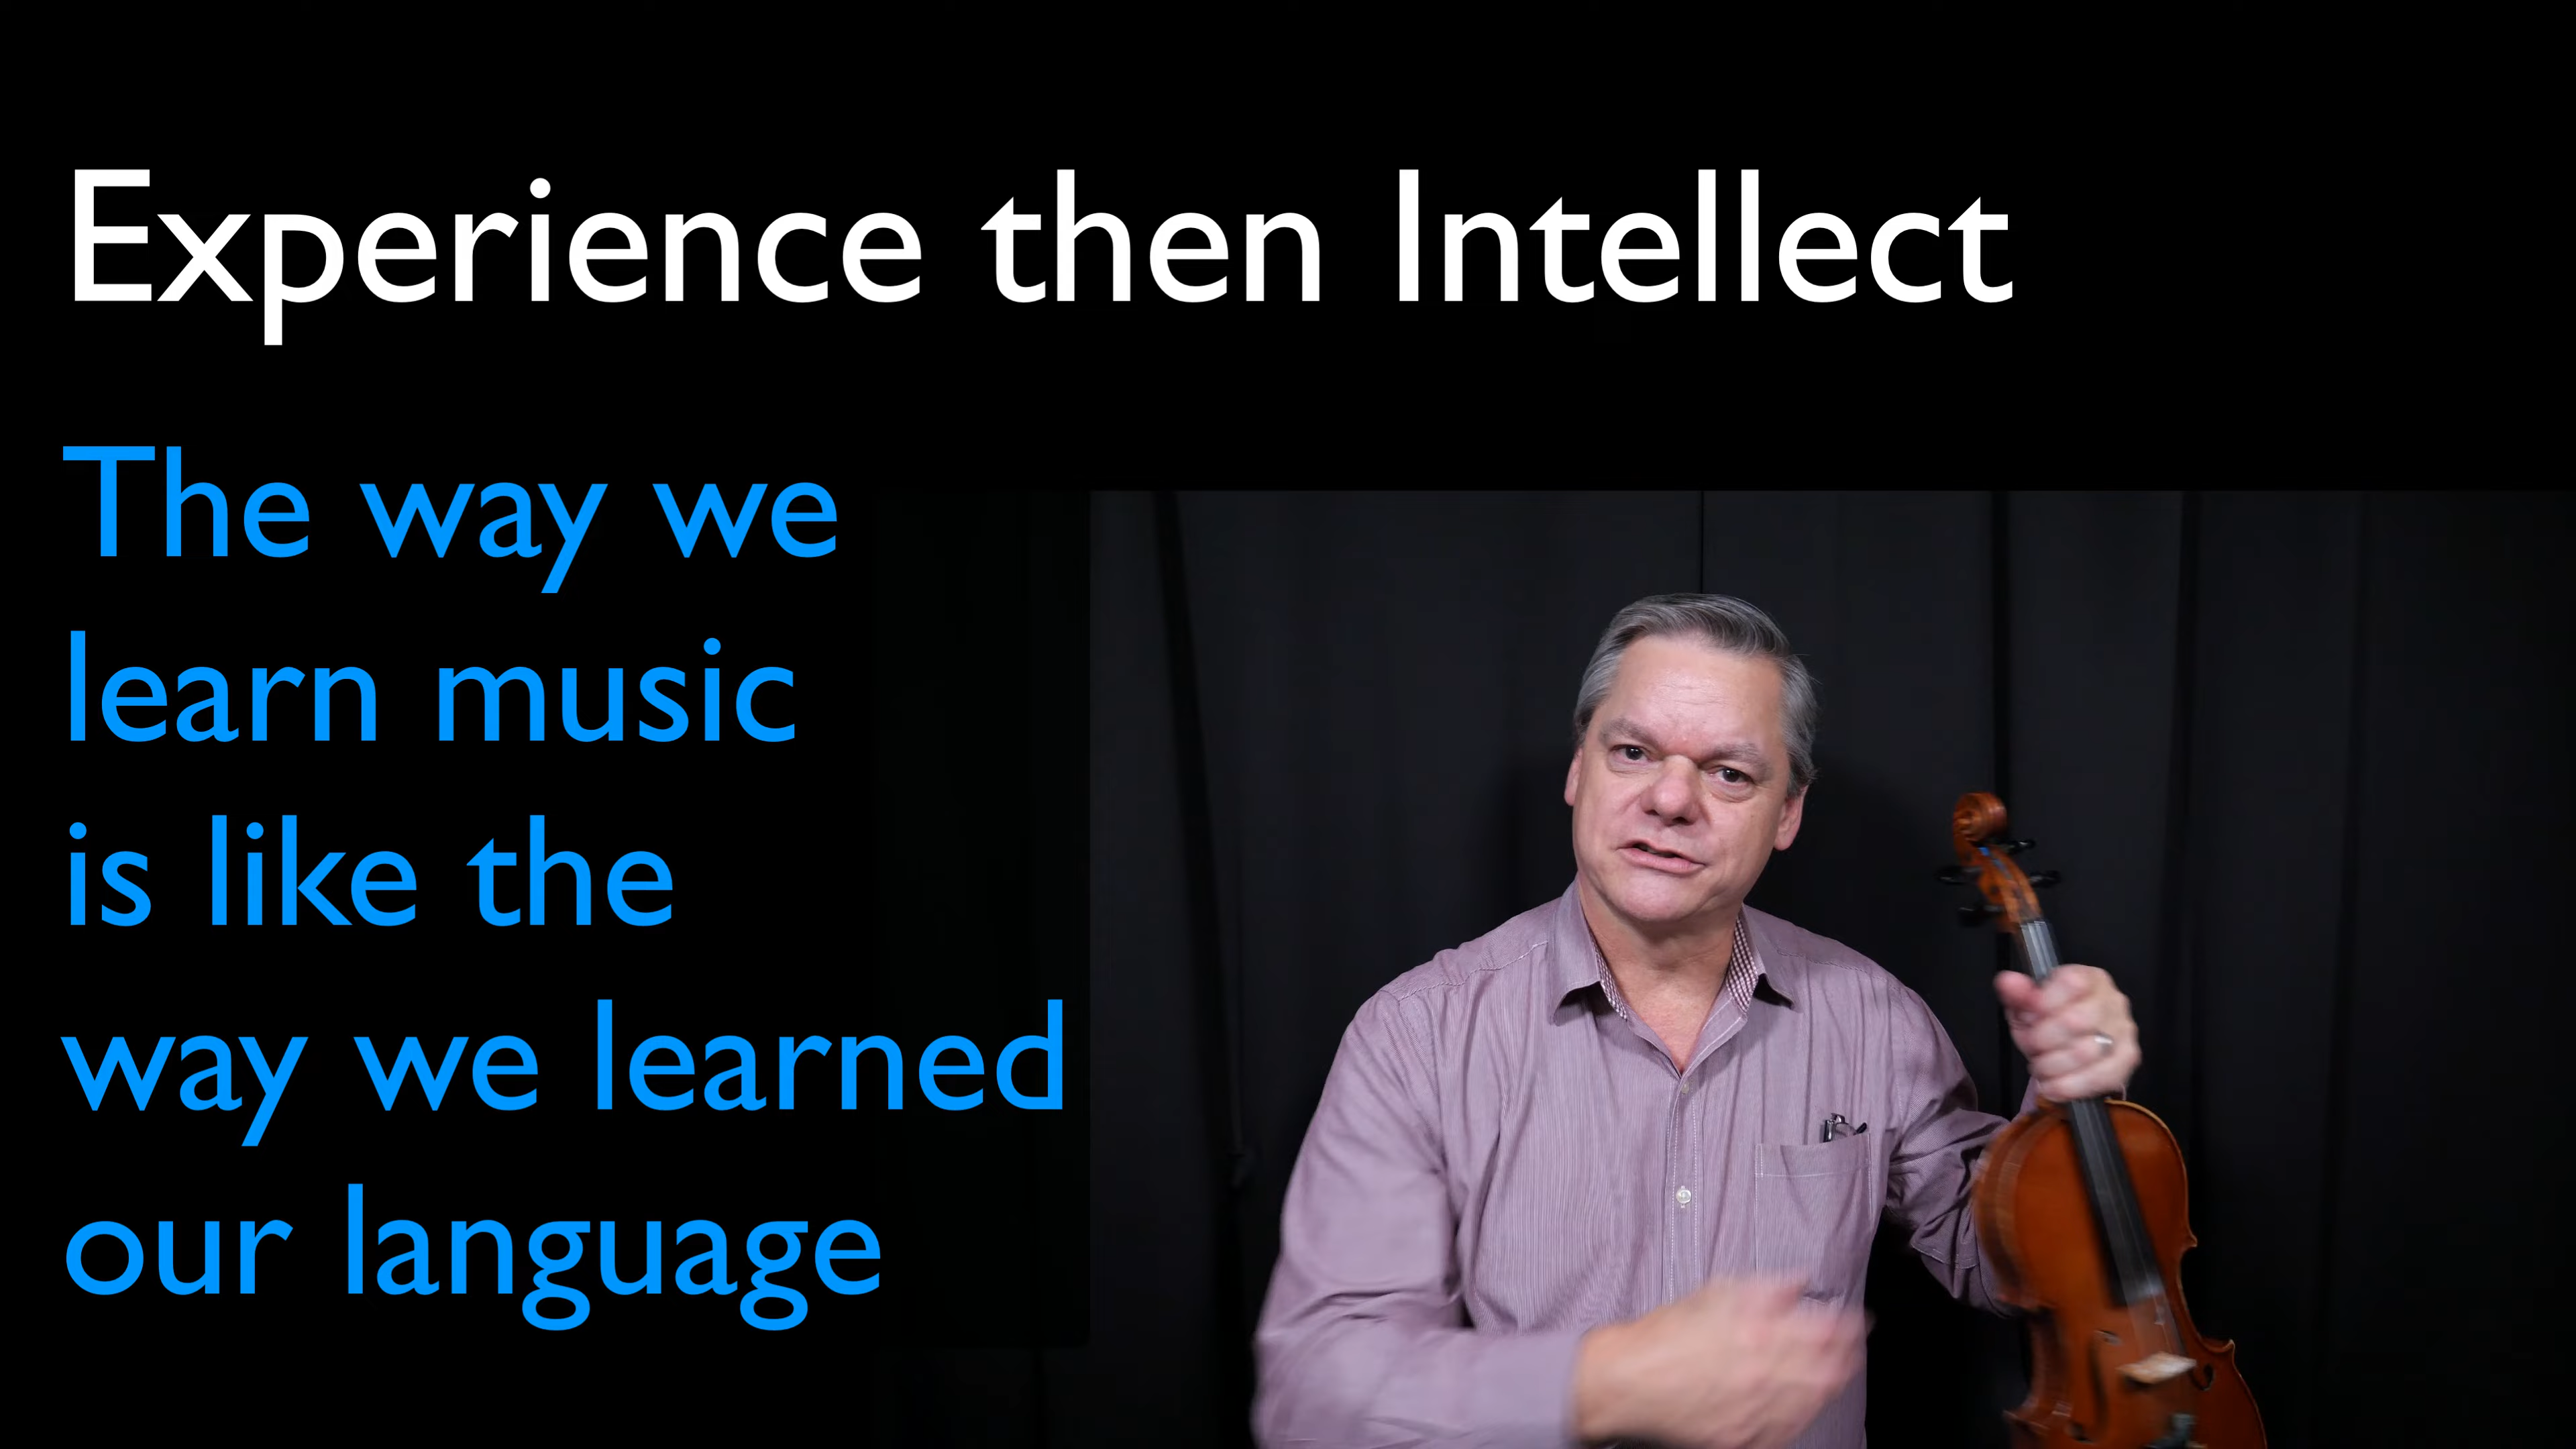 Experience then Intellect
The way we
learn music
is like the
way we learned
our language